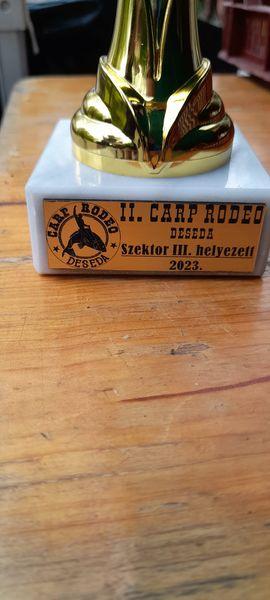 CARP RODEO
DESEDA
II. CARP RODEO
DESEDA
Szektor III. helyezett
2023.